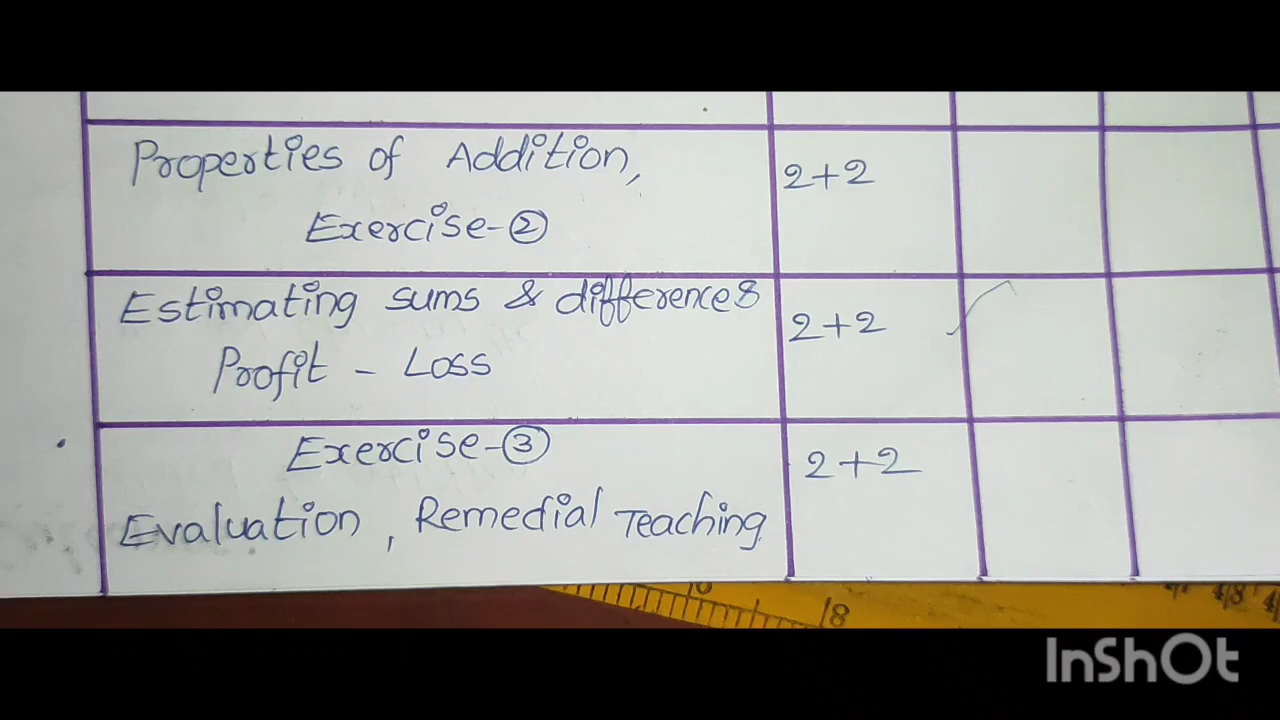 Properties of Addition, 2+2
Exercise-②
Estimating sums & differences 2+2
Profit - Loss
Exercise-③ 2+2
Evaluation, Remedial Teaching
18
InShOt